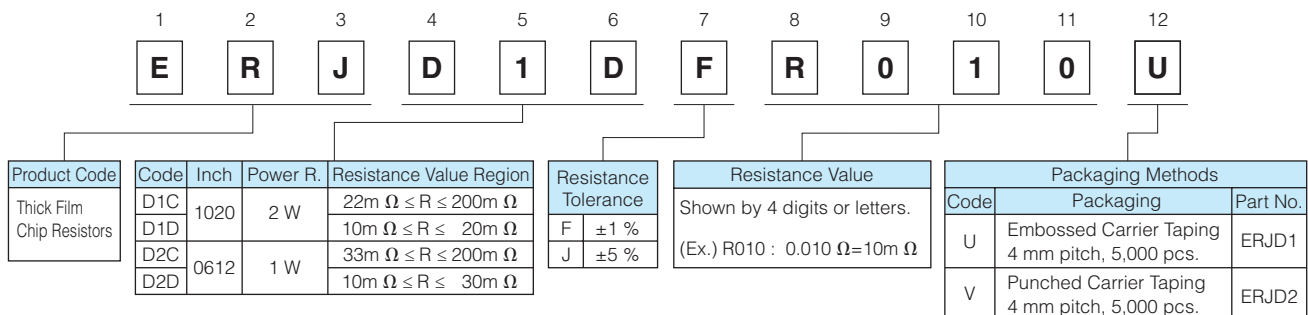 1 2 3 4 5 6 7 8 9 10 11 12
E R J D 1 D F R 0 1 0 U
Product Code
Thick Film
Chip Resistors
Code Inch Power R. Resistance Value Region
D1C 1020 2 W 22m Ω ≤ R ≤ 200m Ω
D1D 10m Ω ≤ R ≤ 20m Ω
D2C 0612 1 W 33m Ω ≤ R ≤ 200m Ω
D2D 10m Ω ≤ R ≤ 30m Ω
Resistance
Tolerance
F ±1 %
J ±5 %
Resistance Value
Shown by 4 digits or letters.
(Ex.) R010 : 0.010 Ω=10m Ω
Packaging Methods
Code Packaging Part No.
U Embossed Carrier Taping
4 mm pitch, 5,000 pcs. ERJD1
V Punched Carrier Taping
4 mm pitch, 5,000 pcs. ERJD2